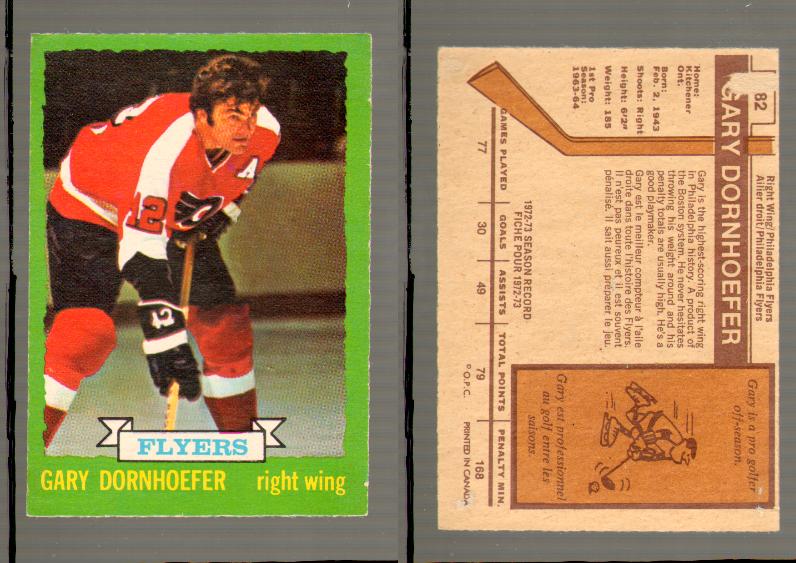 A
12
12
FLYERS
GARY DORNHOEFER right wing
82
GARY DORNHOEFER
Right Wing/Philadelphia Flyers
Ailier droit/Philadelphia Flyers
Home:
Kitchener
Ont.
Born:
Feb. 2, 1943
Shoots: Right
Height: 6'2"
Weight: 185
1st Pro
Season:
1963-64
Gary is the highest-scoring right wing
in Philadelphia history. A product of
the Boston system. He never hesitates
throwing his weight around and his
penalty totals are usually high. He's a
good playmaker.
Gary est le meilleur compteur à l'aile
droite dans toute l'histoire des Flyers.
Il n'est pas peureux et il est souvent
pénalisé. Il sait aussi préparer le jeu.
1972-73 SEASON RECORD
FICHE POUR 1972-73
GAMES PLAYED GOALS ASSISTS TOTAL POINTS PENALTY MIN.
77 30 49 79 168
© O.P.C. PRINTED IN CANADA
Gary is a pro golfer
off-season.
Gary est professionnel
au golf entre les
saisons.